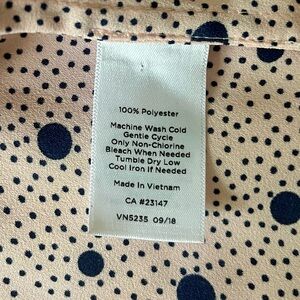 100% Polyester
Machine Wash Cold
Gentle Cycle
Only Non-Chlorine
Bleach When Needed
Tumble Dry Low
Cool Iron If Needed
Made In Vietnam
CA #23147
VN5235 09/18